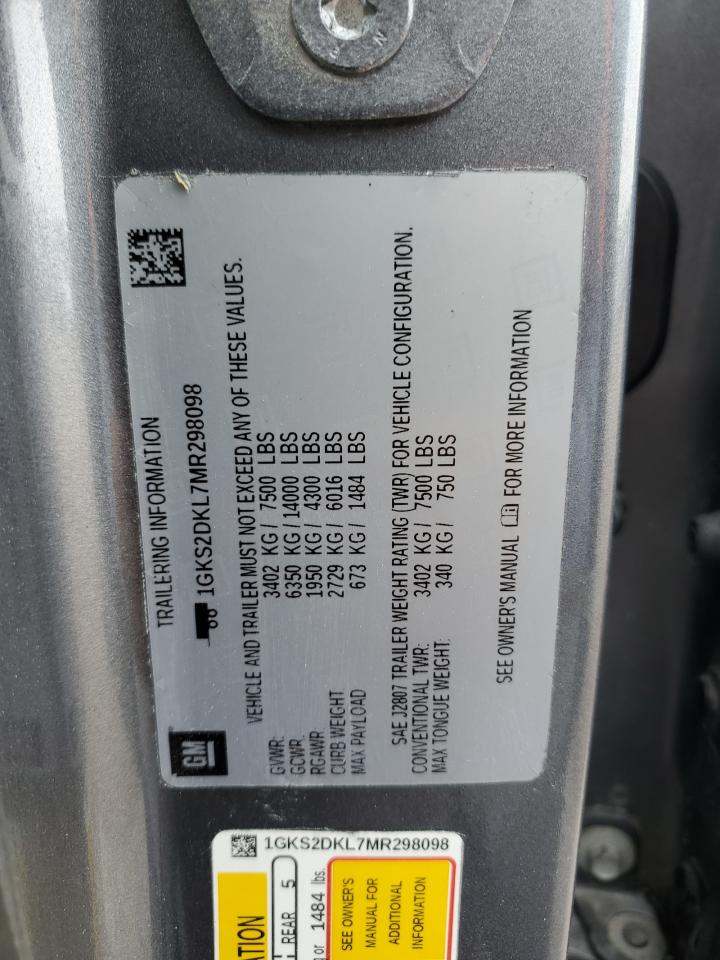 TRAILERING INFORMATION
GM
1GKS2DKL7MR298098
VEHICLE AND TRAILER MUST NOT EXCEED ANY OF THESE VALUES.
GVWR: 3402 KG / 7500 LBS
GCWR: 6350 KG / 14000 LBS
RGAWR: 1950 KG / 4300 LBS
CURB WEIGHT 2729 KG / 6016 LBS
MAX PAYLOAD 673 KG / 1484 LBS
SAE J2807 TRAILER WEIGHT RATING (TWR) FOR VEHICLE CONFIGURATION.
CONVENTIONAL TWR: 3402 KG / 7500 LBS
MAX TONGUE WEIGHT: 340 KG / 750 LBS
SEE OWNER'S MANUAL FOR MORE INFORMATION
1GKS2DKL7MR298098
ATION
REAR 5
or 1484 lbs.
SEE OWNER'S
MANUAL FOR
ADDITIONAL
INFORMATION